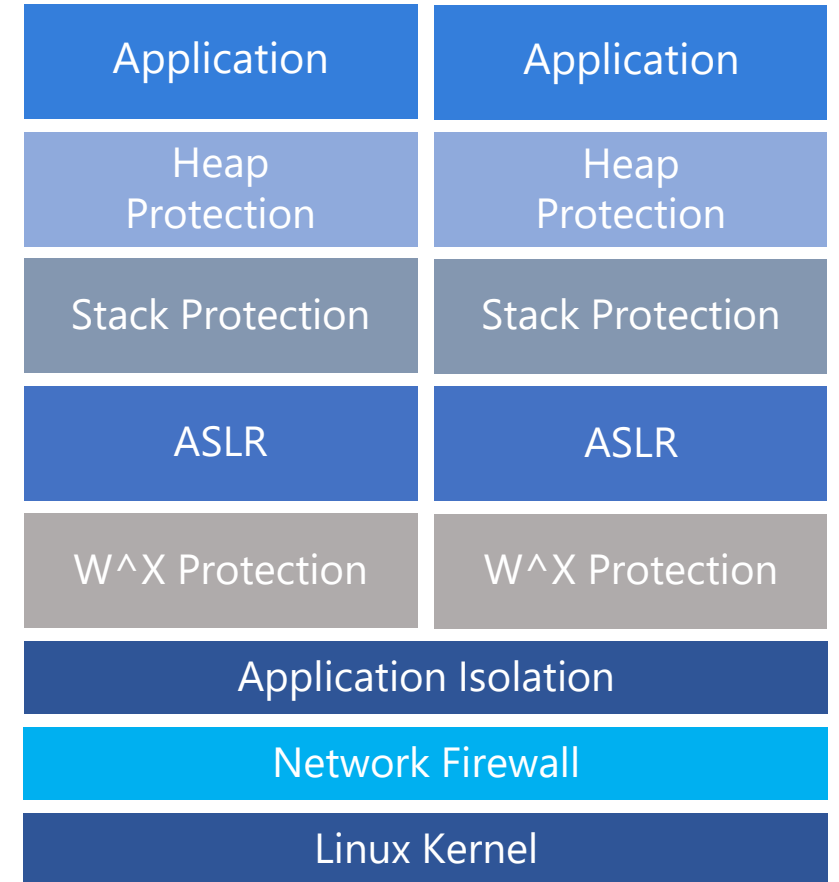 Application
Application
Heap
Protection
Heap
Protection
Stack Protection
Stack Protection
ASLR
ASLR
W^X Protection
W^X Protection
Application Isolation
Network Firewall
Linux Kernel